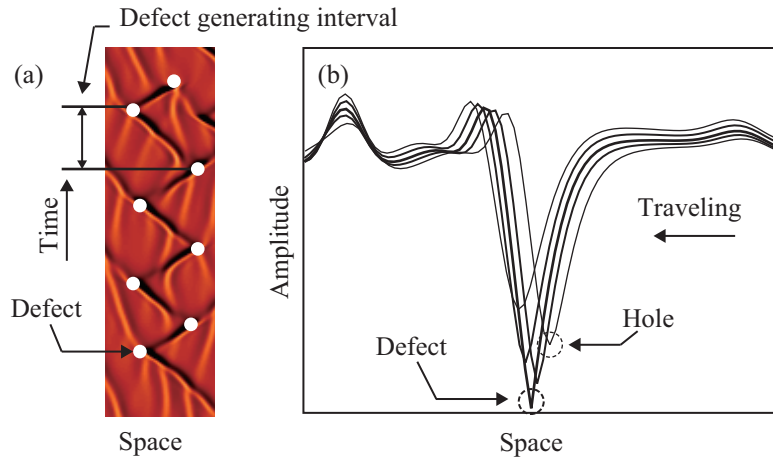 Defect generating interval
(a)
(b)
Time
Amplitude
Traveling
Hole
Defect
Defect
Space
Space